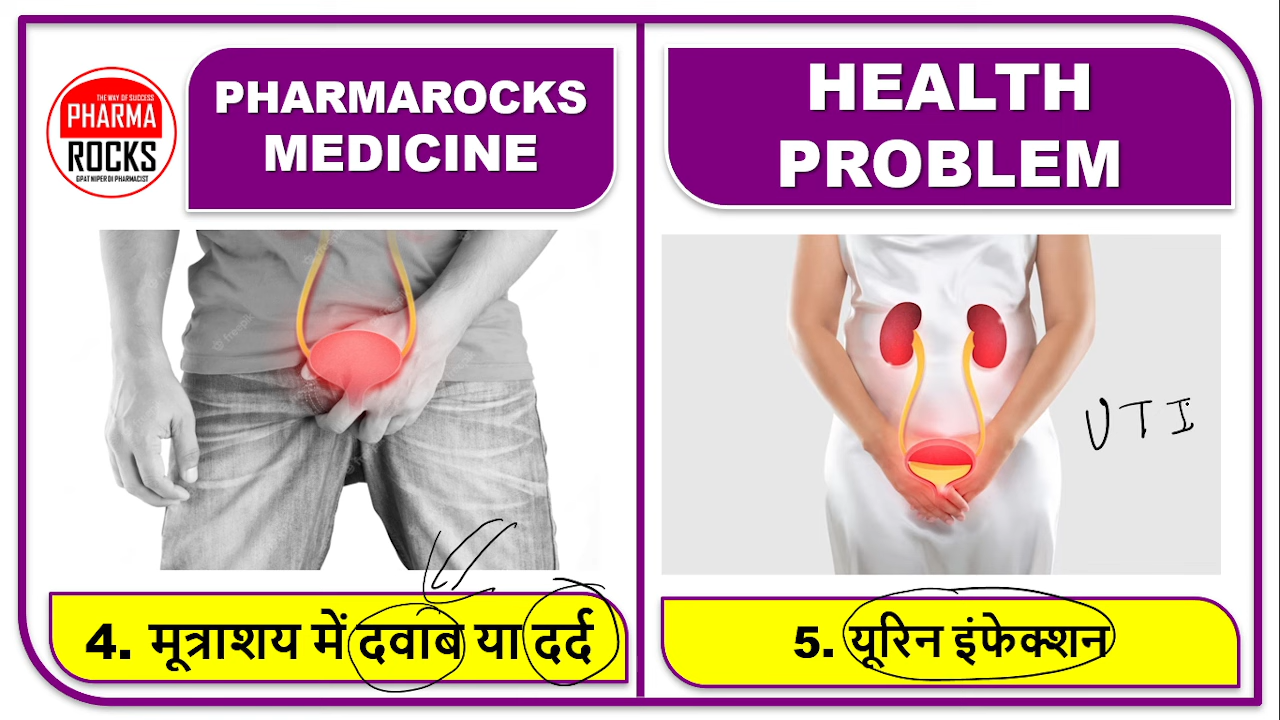 THE WAY OF SUCCESS
PHARMA
ROCKS
GPAT NIPER DI PHARMACIST
PHARMAROCKS
MEDICINE
HEALTH
PROBLEM
UTI
4. मूत्राशय में दवाब या दर्द
5. यूरिन इंफेक्शन